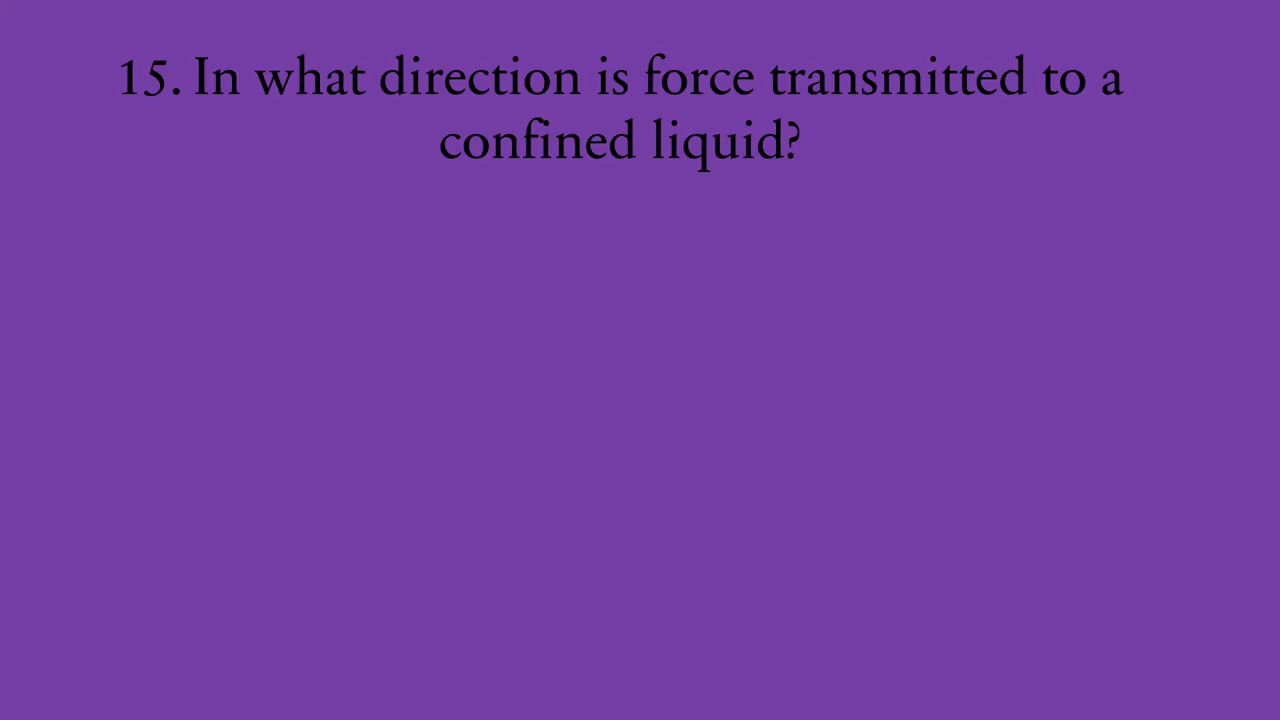 15. In what direction is force transmitted to a
confined liquid?